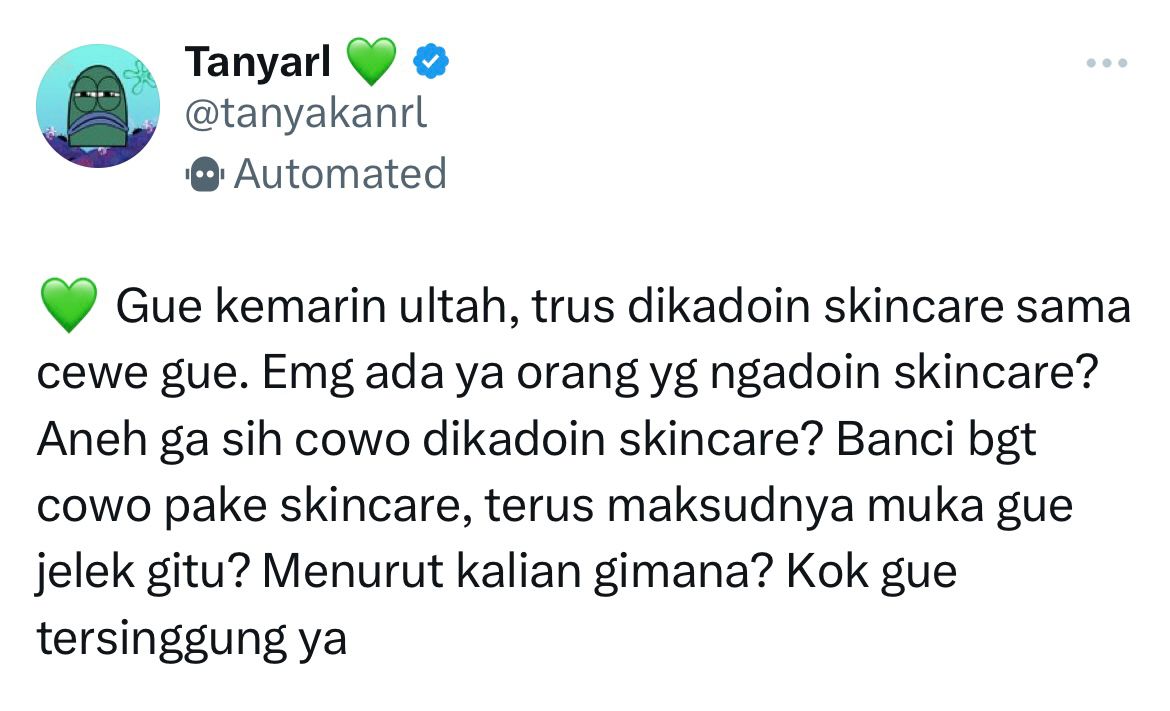 Tanyarl 💚
@tanyakanrl
Automated
💚 Gue kemarin ultah, trus dikadoin skincare sama
cewe gue. Emg ada ya orang yg ngadoin skincare?
Aneh ga sih cowo dikadoin skincare? Banci bgt
cowo pake skincare, terus maksudnya muka gue
jelek gitu? Menurut kalian gimana? Kok gue
tersinggung ya